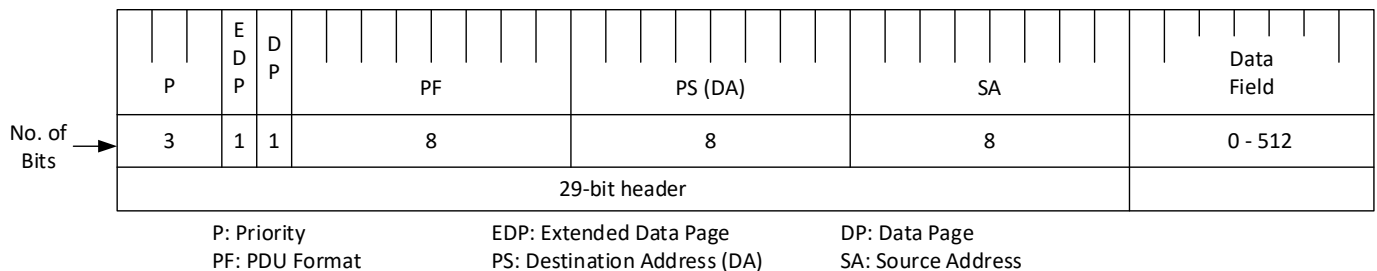 P
EDP
DP
PF
PS (DA)
SA
Data
Field
No. of
Bits
3
1
1
8
8
8
0 - 512
29-bit header
P: Priority
EDP: Extended Data Page
DP: Data Page
PF: PDU Format
PS: Destination Address (DA)
SA: Source Address